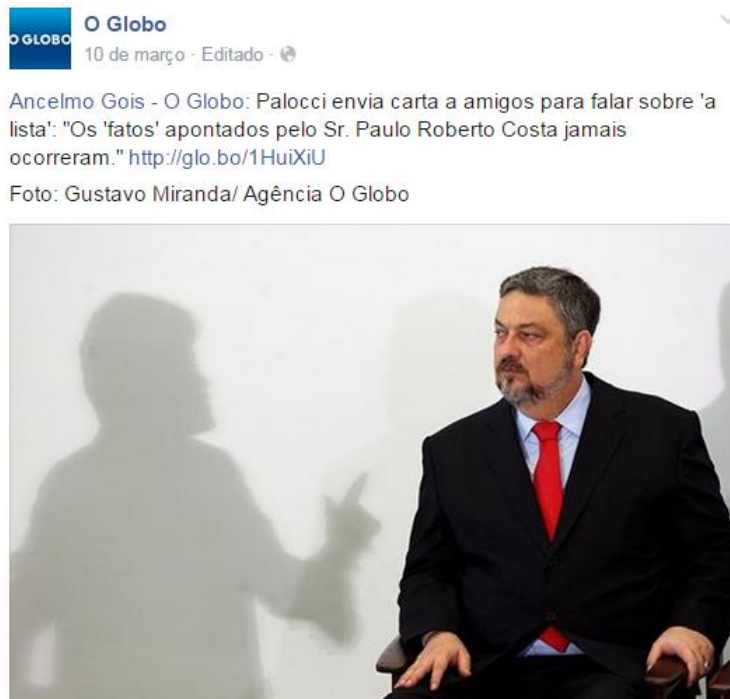 O GLOBO
O Globo
10 de março · Editado ·
Ancelmo Gois - O Globo: Palocci envia carta a amigos para falar sobre 'a
lista': "Os 'fatos' apontados pelo Sr. Paulo Roberto Costa jamais
ocorreram." http://glo.bo/1HuiXiU
Foto: Gustavo Miranda/ Agência O Globo